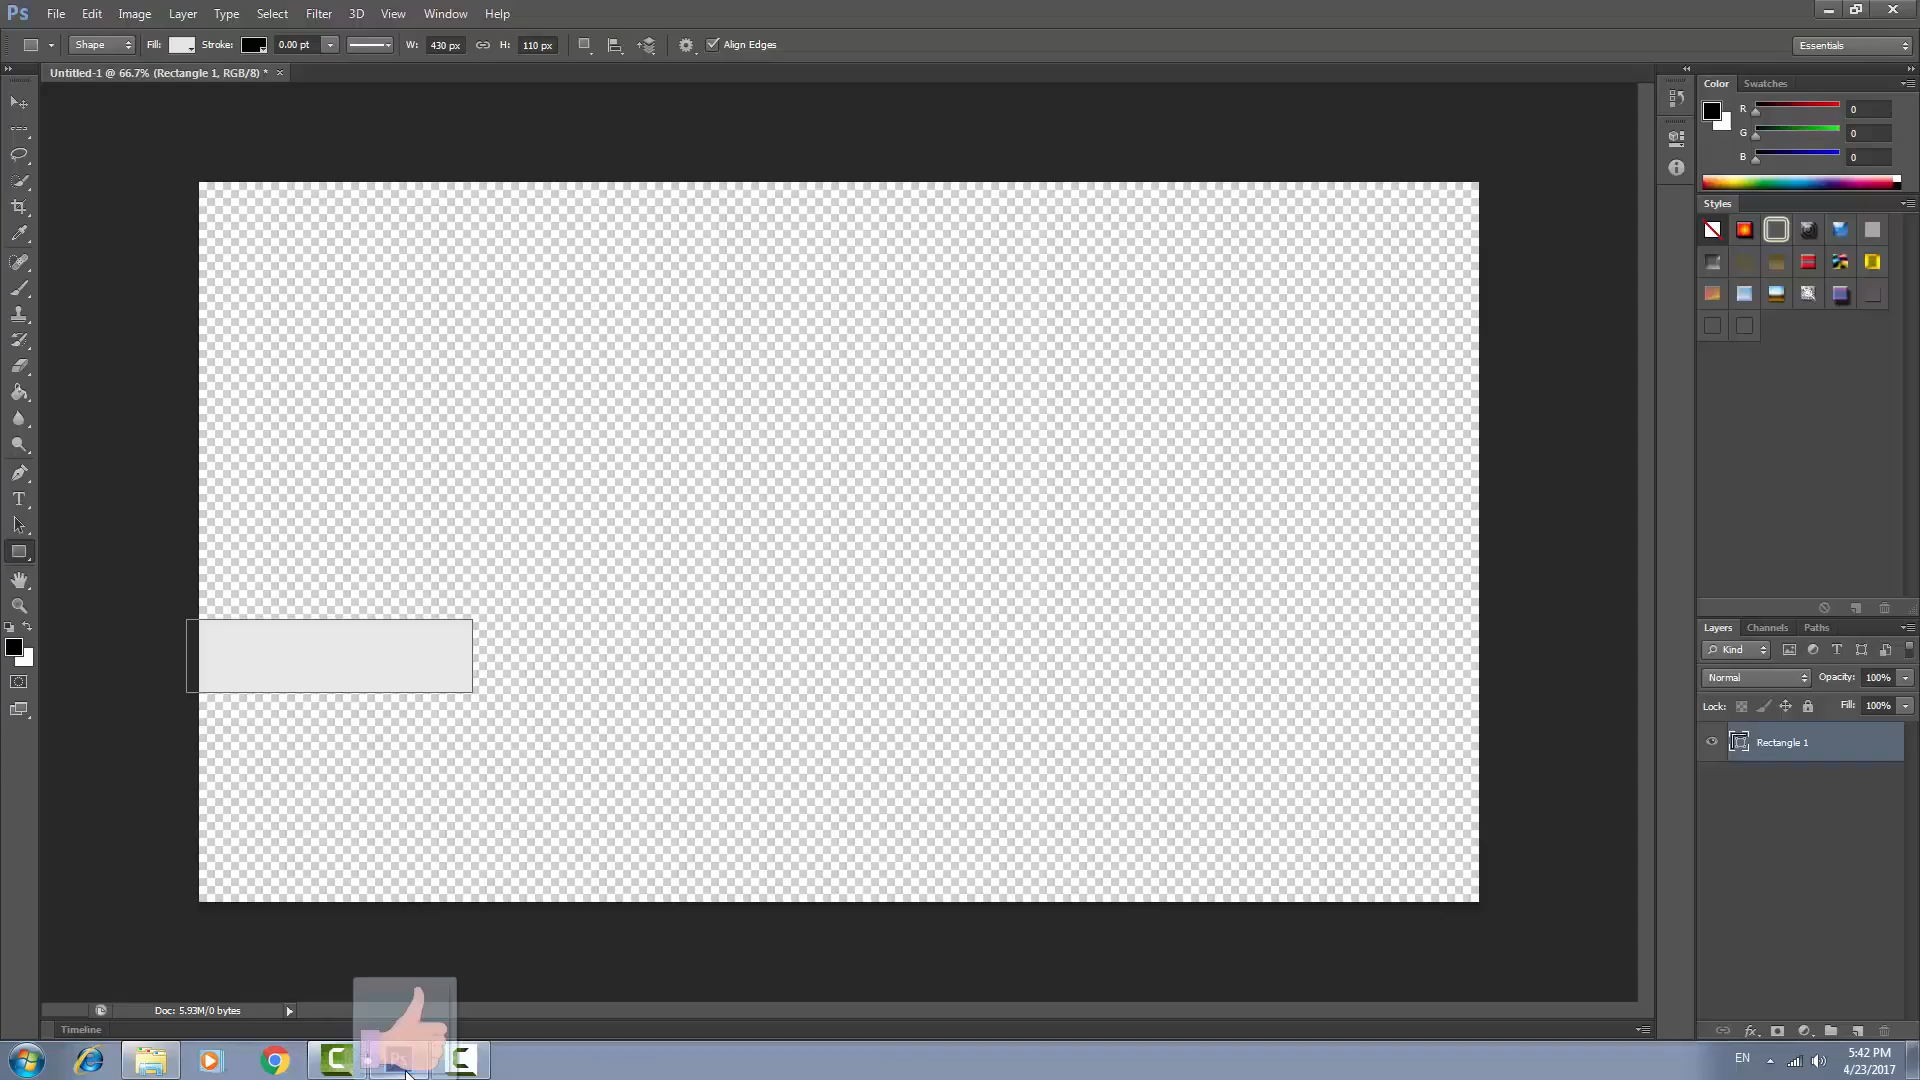 Ps File Edit Image Layer Type Select Filter 3D View Window Help
Shape Fill: Stroke: 0.00 pt W: 430 px H: 110 px Align Edges Essentials
Untitled-1 @ 66.7% (Rectangle 1, RGB/8) * ×
Color Swatches
R 0
G 0
B 0
Styles
Layers Channels Paths
Kind
Normal Opacity: 100%
Lock: Fill: 100%
Rectangle 1
Doc: 5.93M/0 bytes
Timeline
Ps
EN 5:42 PM
4/23/2017